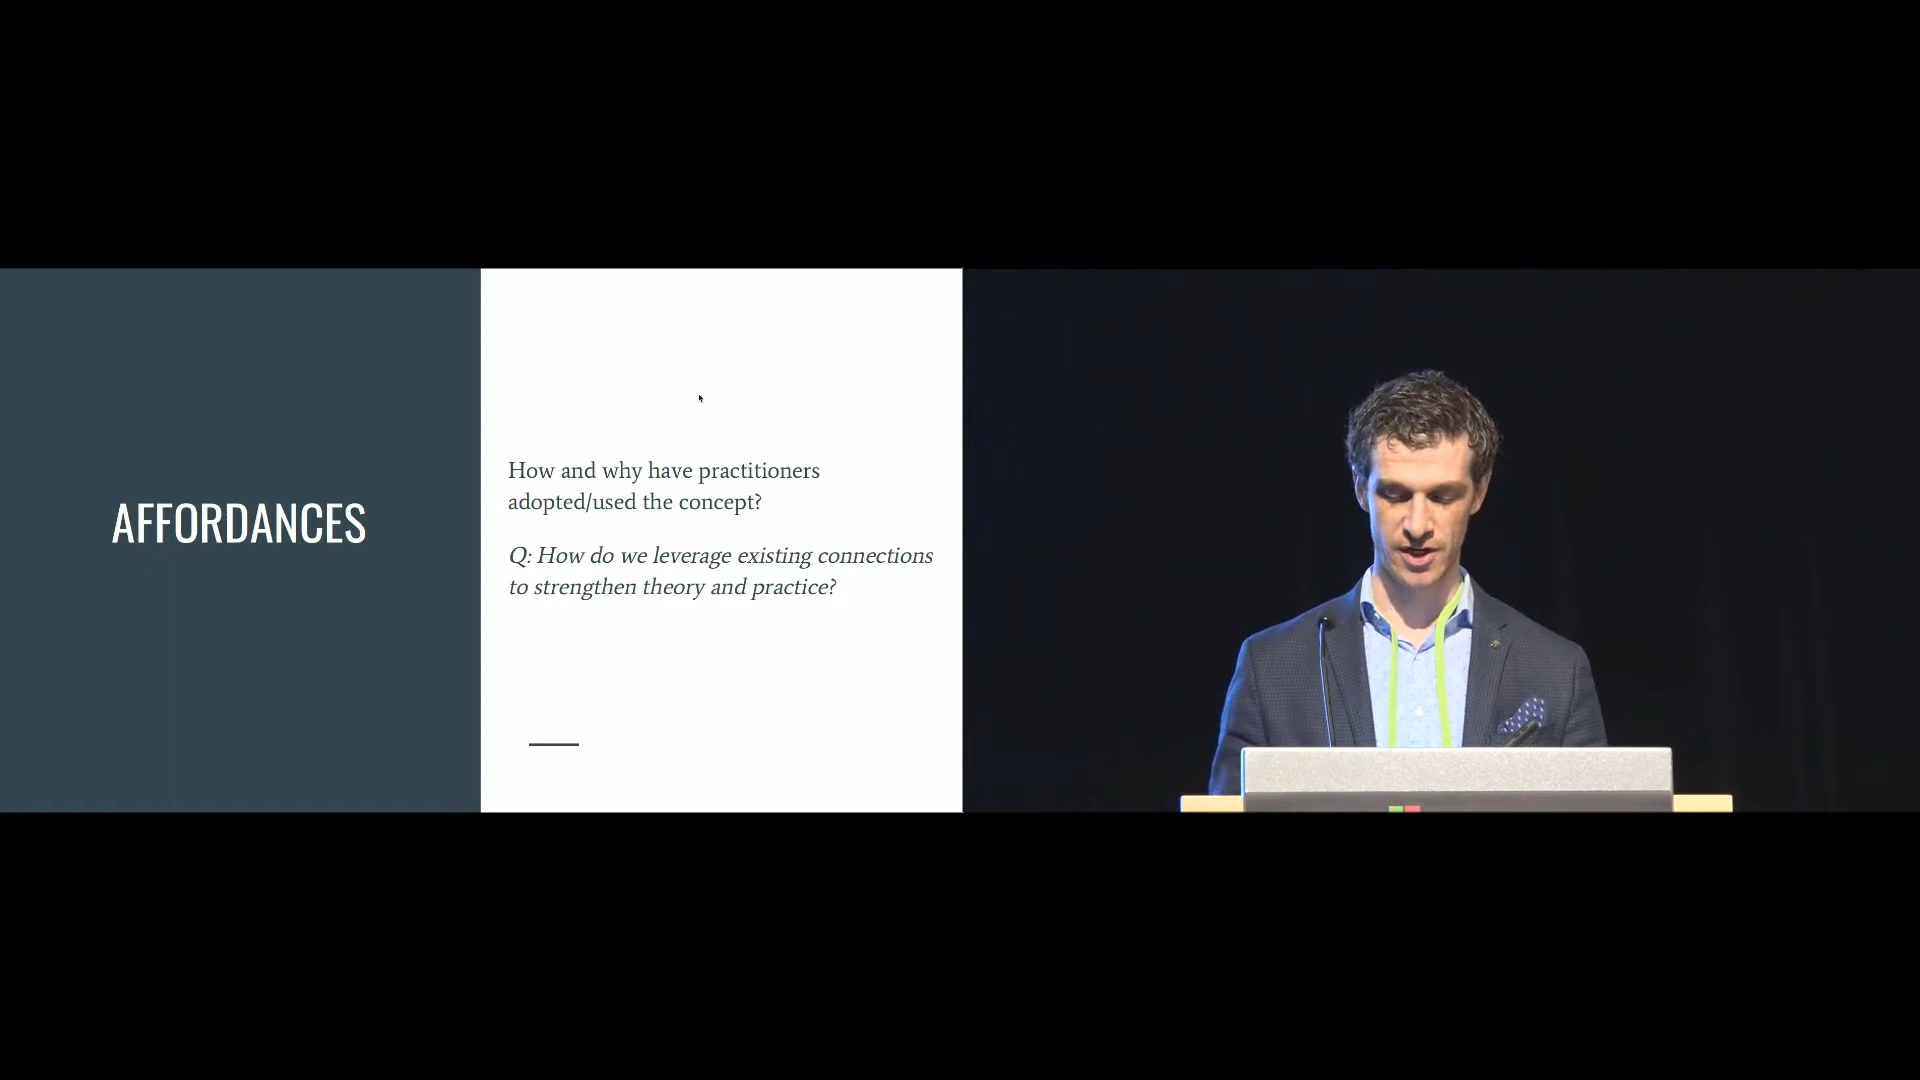 AFFORDANCES
How and why have practitioners
adopted/used the concept?
Q: How do we leverage existing connections
to strengthen theory and practice?